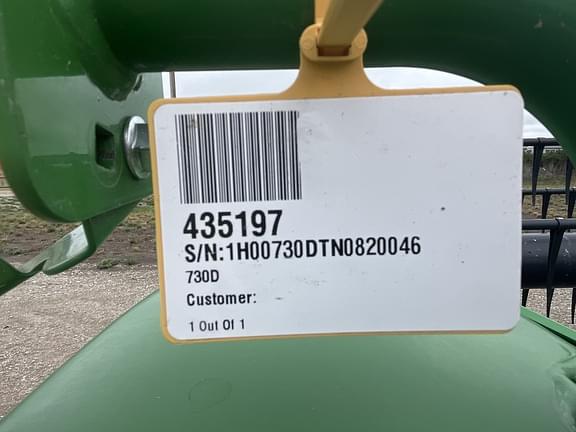 435197
S/N:1H00730DTN0820046
730D
Customer:
1 Out Of 1